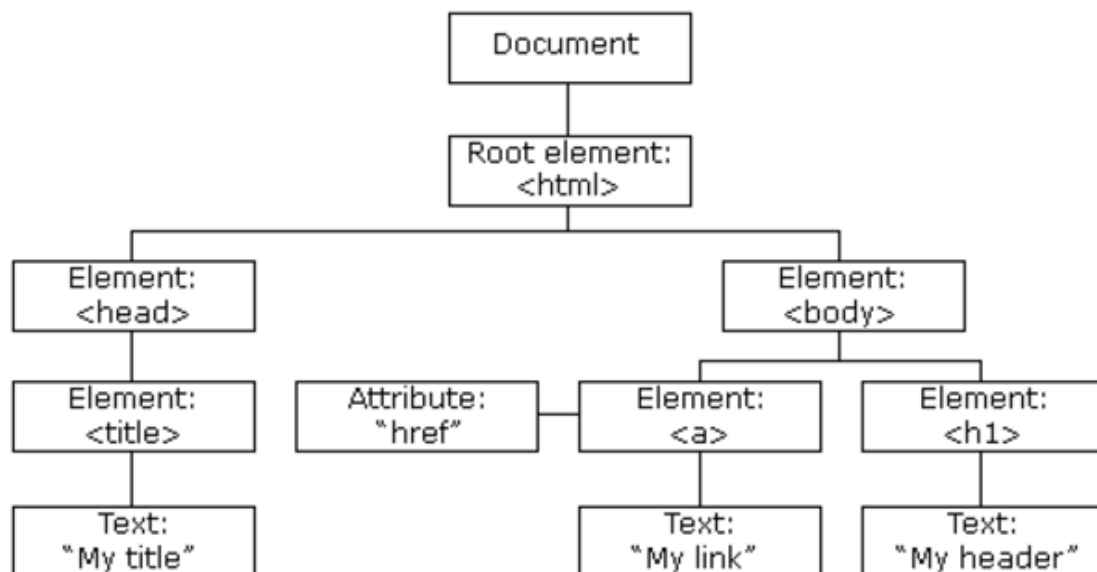 Document
Root element:
<html>
Element:
<head>
Element:
<body>
Element:
<title>
Attribute:
“href”
Element:
<a>
Element:
<h1>
Text:
“My title”
Text:
“My link”
Text:
“My header”